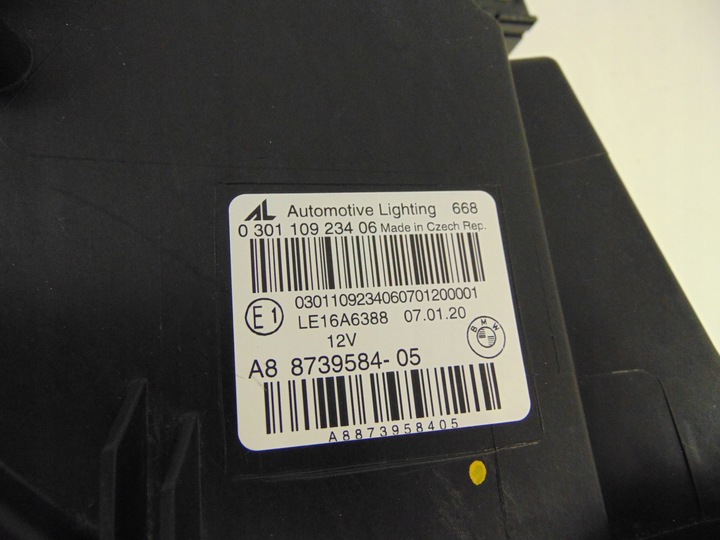 AL Automotive Lighting 668
0 301 109 234 06 Made in Czech Rep.
0301109234060701200001
E1 LE16A6388 07.01.20
12V
BMW
A8 8739584-05
A8873958405